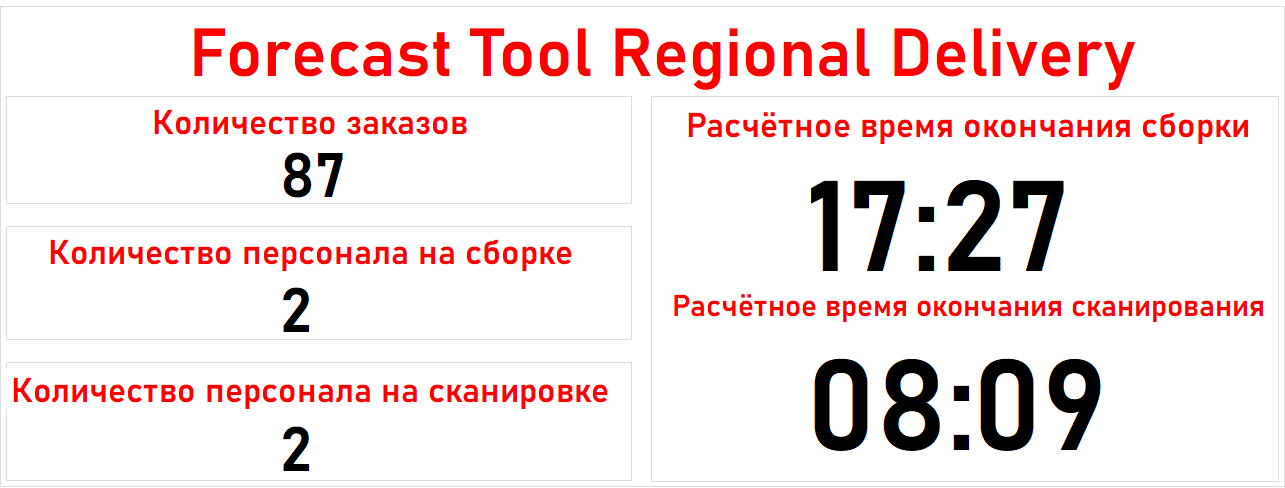 Forecast Tool Regional Delivery
Количество заказов
87
Количество персонала на сборке
2
Количество персонала на сканировке
2
Расчётное время окончания сборки
17:27
Расчётное время окончания сканирования
08:09